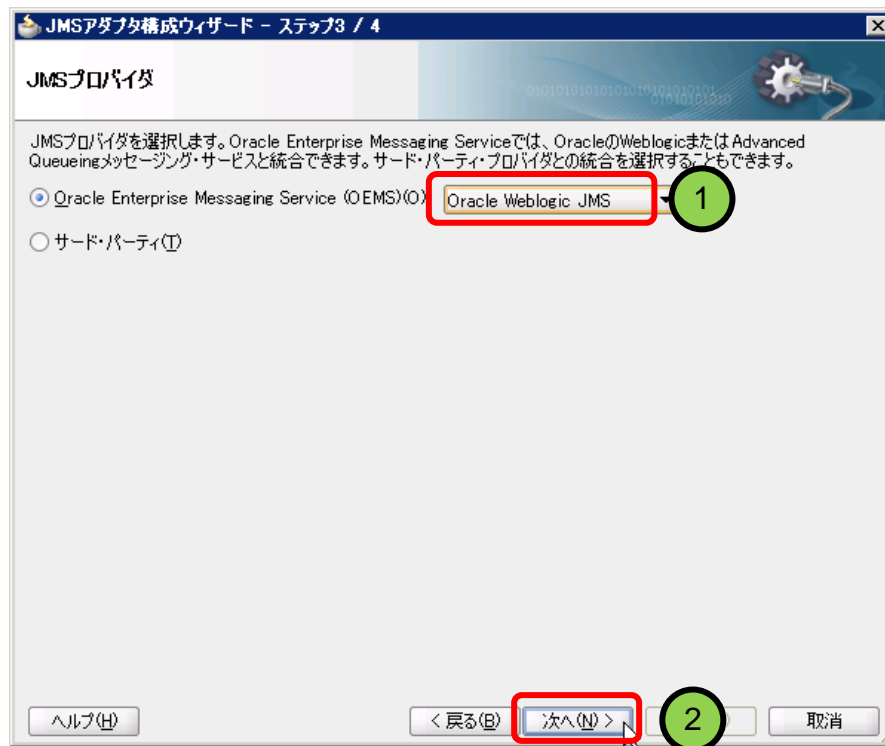 JMSアダプタ構成ウィザード - ステップ3 / 4
JMSプロバイダ
JMSプロバイダを選択します。Oracle Enterprise Messaging Serviceでは、OracleのWeblogicまたはAdvanced
Queueingメッセージング・サービスと統合できます。サード・パーティ・プロバイダとの統合を選択することもできます。
Oracle Enterprise Messaging Service (OEMS)(O) Oracle Weblogic JMS 1
サード・パーティ(T)
ヘルプ(H) < 戻る(B) 次へ(N) > 2 取消